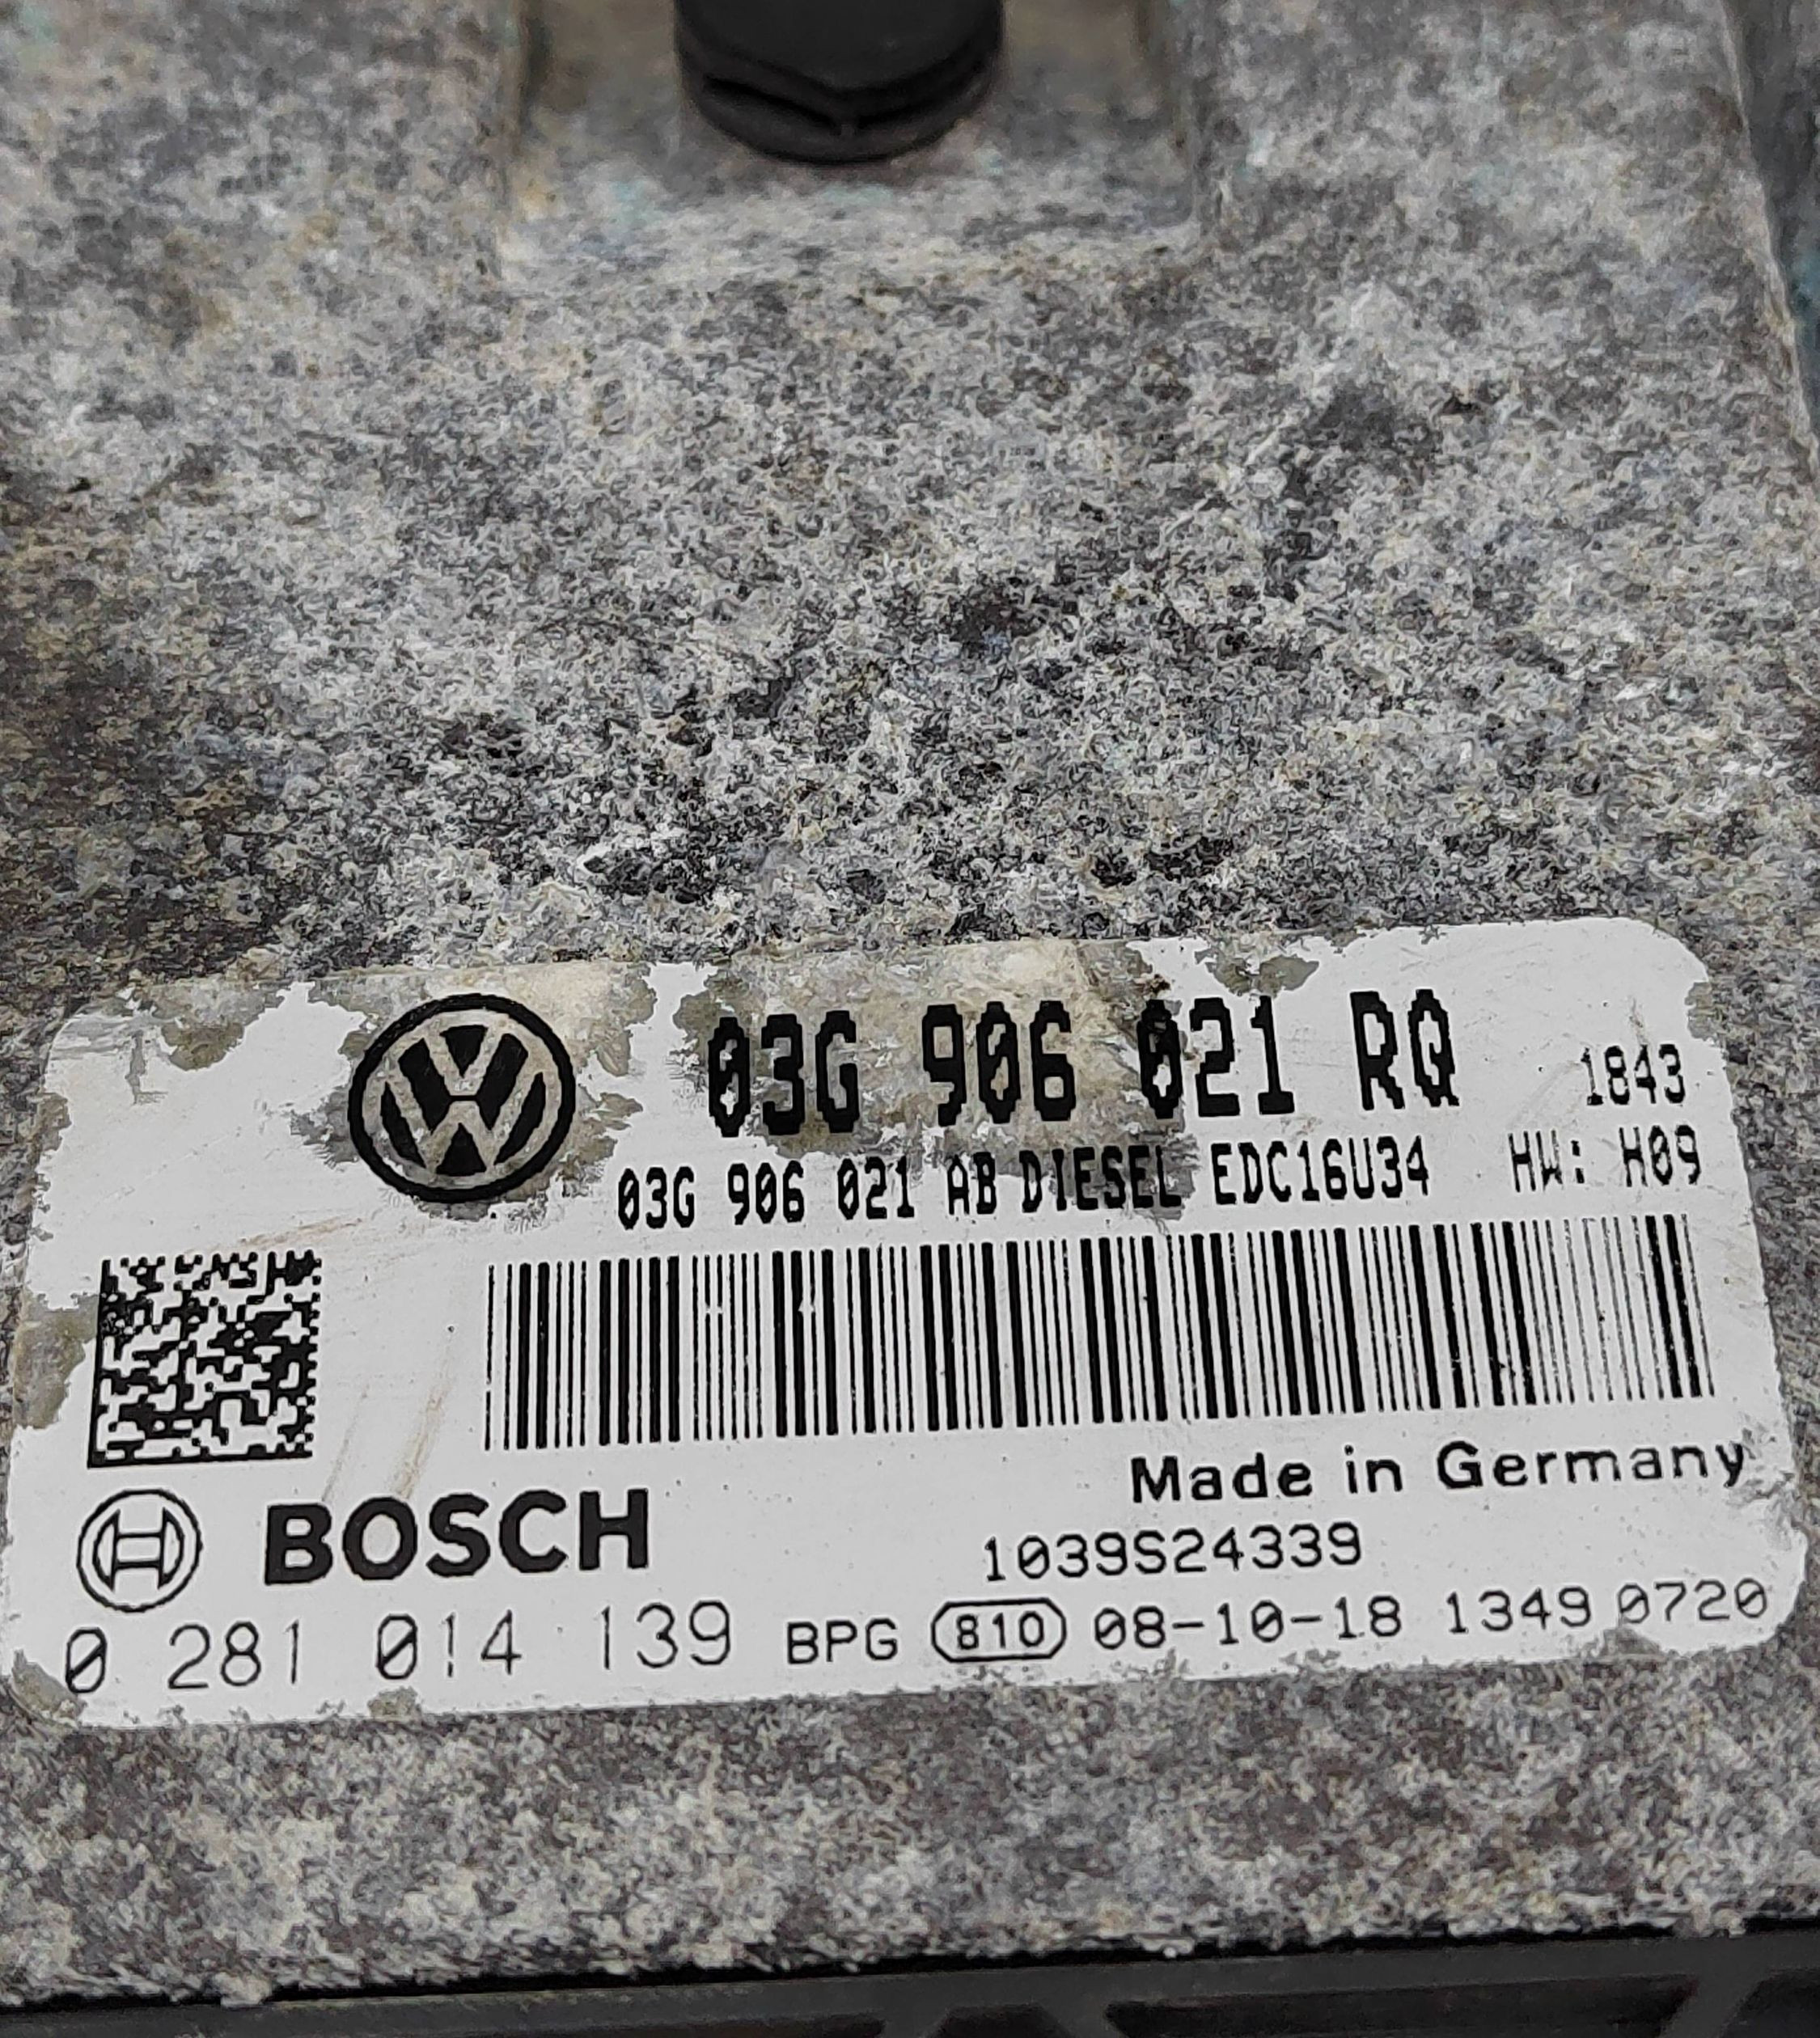 03G 906 021 RQ 1843
03G 906 021 AB DIESEL EDC16U34 HW: H09
Made in Germany
BOSCH 1039S24339
0 281 014 139 BPG 810 08-10-18 1349 0720